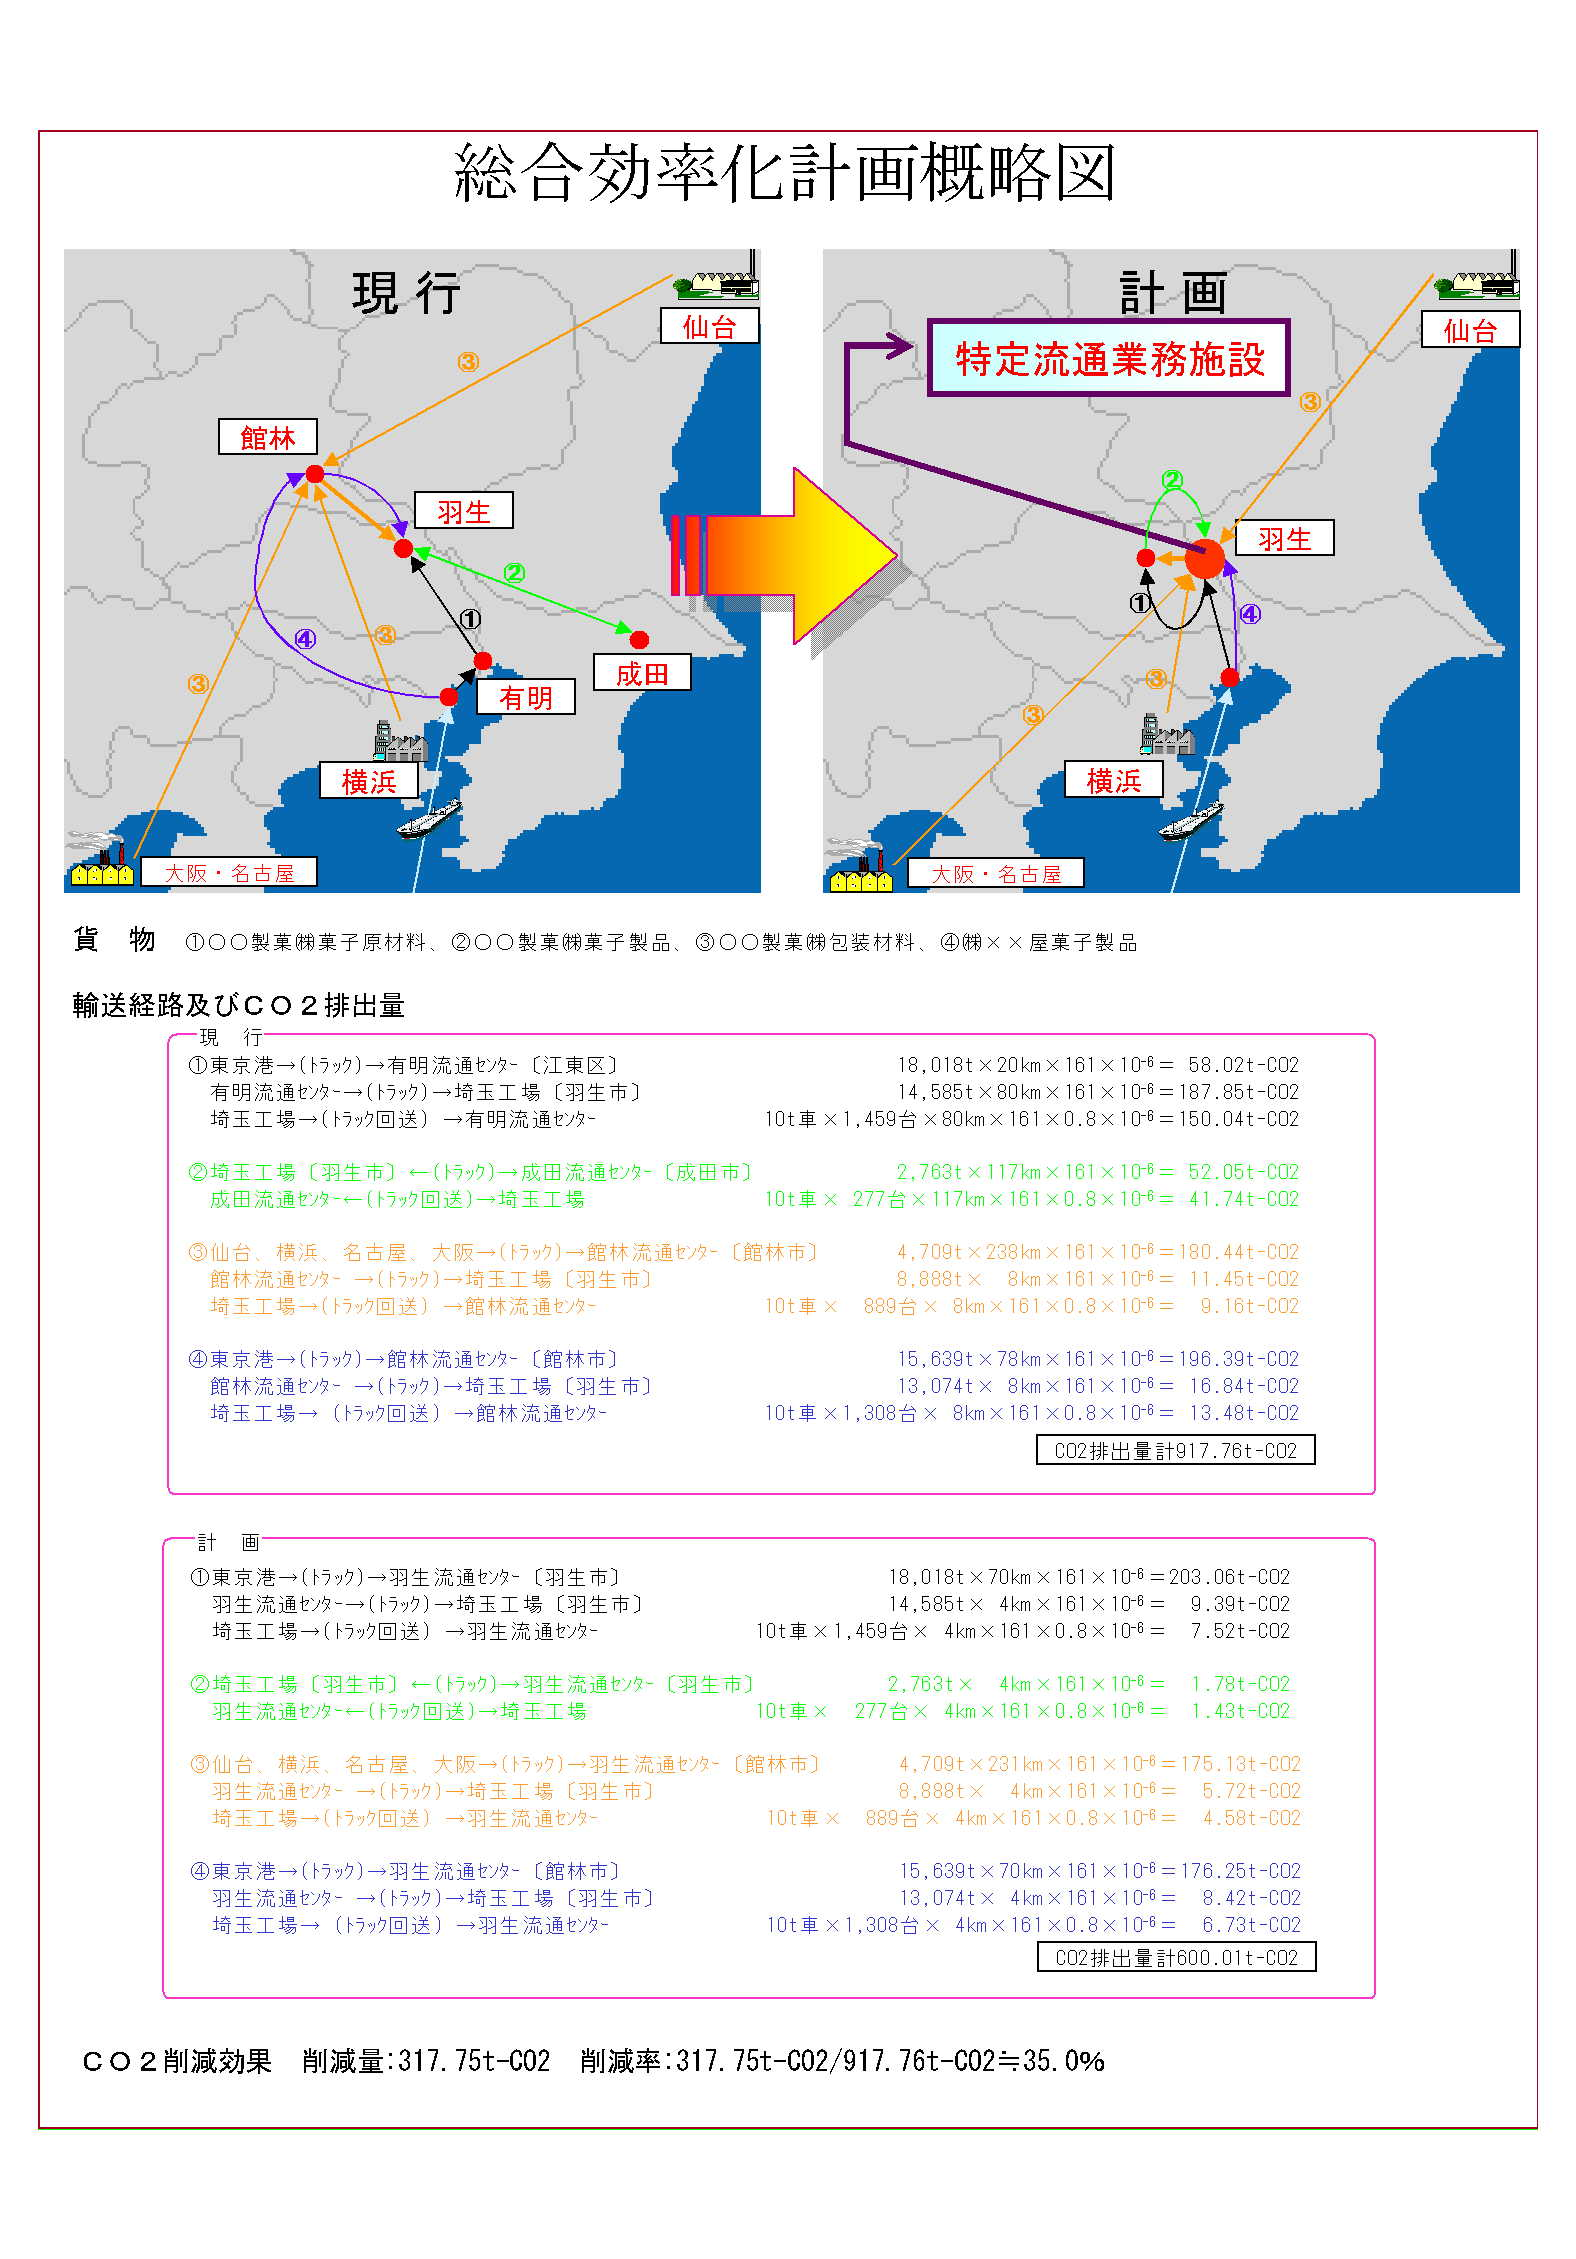 総合効率化計画概略図
現 行
仙台
③
館林
羽生
②
①
④
③
成田
③
有明
横浜
大阪・名古屋
計 画
仙台
特定流通業務施設
③
②
羽生
①
④
③
③
横浜
大阪・名古屋
貨　物　①〇〇製菓㈱菓子原材料、②〇〇製菓㈱菓子製品、③〇〇製菓㈱包装材料、④㈱××屋菓子製品
輸送経路及びＣＯ２排出量
現　行
①東京港→(ﾄﾗｯｸ)→有明流通ｾﾝﾀｰ〔江東区〕 18,018t×20km×161×10⁻⁶＝ 58.02t-CO2
有明流通ｾﾝﾀｰ→(ﾄﾗｯｸ)→埼玉工場〔羽生市〕 14,585t×80km×161×10⁻⁶＝187.85t-CO2
埼玉工場→(ﾄﾗｯｸ回送）→有明流通ｾﾝﾀｰ 10t車×1,459台×80km×161×0.8×10⁻⁶＝150.04t-CO2
②埼玉工場〔羽生市〕←(ﾄﾗｯｸ)→成田流通ｾﾝﾀｰ〔成田市〕 2,763t×117km×161×10⁻⁶＝ 52.05t-CO2
成田流通ｾﾝﾀｰ←(ﾄﾗｯｸ回送)→埼玉工場 10t車× 277台×117km×161×0.8×10⁻⁶＝ 41.74t-CO2
③仙台、横浜、名古屋、大阪→(ﾄﾗｯｸ)→館林流通ｾﾝﾀｰ〔館林市〕 4,709t×238km×161×10⁻⁶＝180.44t-CO2
館林流通ｾﾝﾀｰ →(ﾄﾗｯｸ)→埼玉工場〔羽生市〕 8,888t× 8km×161×10⁻⁶＝ 11.45t-CO2
埼玉工場→(ﾄﾗｯｸ回送）→館林流通ｾﾝﾀｰ 10t車× 889台× 8km×161×0.8×10⁻⁶＝ 9.16t-CO2
④東京港→(ﾄﾗｯｸ)→館林流通ｾﾝﾀｰ〔館林市〕 15,639t×78km×161×10⁻⁶＝196.39t-CO2
館林流通ｾﾝﾀｰ →(ﾄﾗｯｸ)→埼玉工場〔羽生市〕 13,074t× 8km×161×10⁻⁶＝ 16.84t-CO2
埼玉工場→（ﾄﾗｯｸ回送）→館林流通ｾﾝﾀｰ 10t車×1,308台× 8km×161×0.8×10⁻⁶＝ 13.48t-CO2
CO2排出量計917.76t-CO2
計　画
①東京港→(ﾄﾗｯｸ)→羽生流通ｾﾝﾀｰ〔羽生市〕 18,018t×70km×161×10⁻⁶＝203.06t-CO2
羽生流通ｾﾝﾀｰ→(ﾄﾗｯｸ)→埼玉工場〔羽生市〕 14,585t× 4km×161×10⁻⁶＝ 9.39t-CO2
埼玉工場→(ﾄﾗｯｸ回送）→羽生流通ｾﾝﾀｰ 10t車×1,459台× 4km×161×0.8×10⁻⁶＝ 7.52t-CO2
②埼玉工場〔羽生市〕←(ﾄﾗｯｸ)→羽生流通ｾﾝﾀｰ〔羽生市〕 2,763t× 4km×161×10⁻⁶＝ 1.78t-CO2
羽生流通ｾﾝﾀｰ←(ﾄﾗｯｸ回送)→埼玉工場 10t車× 277台× 4km×161×0.8×10⁻⁶＝ 1.43t-CO2
③仙台、横浜、名古屋、大阪→(ﾄﾗｯｸ)→羽生流通ｾﾝﾀｰ〔館林市〕 4,709t×231km×161×10⁻⁶＝175.13t-CO2
羽生流通ｾﾝﾀｰ →(ﾄﾗｯｸ)→埼玉工場〔羽生市〕 8,888t× 4km×161×10⁻⁶＝ 5.72t-CO2
埼玉工場→(ﾄﾗｯｸ回送）→羽生流通ｾﾝﾀｰ 10t車× 889台× 4km×161×0.8×10⁻⁶＝ 4.58t-CO2
④東京港→(ﾄﾗｯｸ)→羽生流通ｾﾝﾀｰ〔館林市〕 15,639t×70km×161×10⁻⁶＝176.25t-CO2
羽生流通ｾﾝﾀｰ →(ﾄﾗｯｸ)→埼玉工場〔羽生市〕 13,074t× 4km×161×10⁻⁶＝ 8.42t-CO2
埼玉工場→（ﾄﾗｯｸ回送）→羽生流通ｾﾝﾀｰ 10t車×1,308台× 4km×161×0.8×10⁻⁶＝ 6.73t-CO2
CO2排出量計600.01t-CO2
ＣＯ２削減効果　削減量:317.75t-CO2　削減率:317.75t-CO2/917.76t-CO2≒35.0％